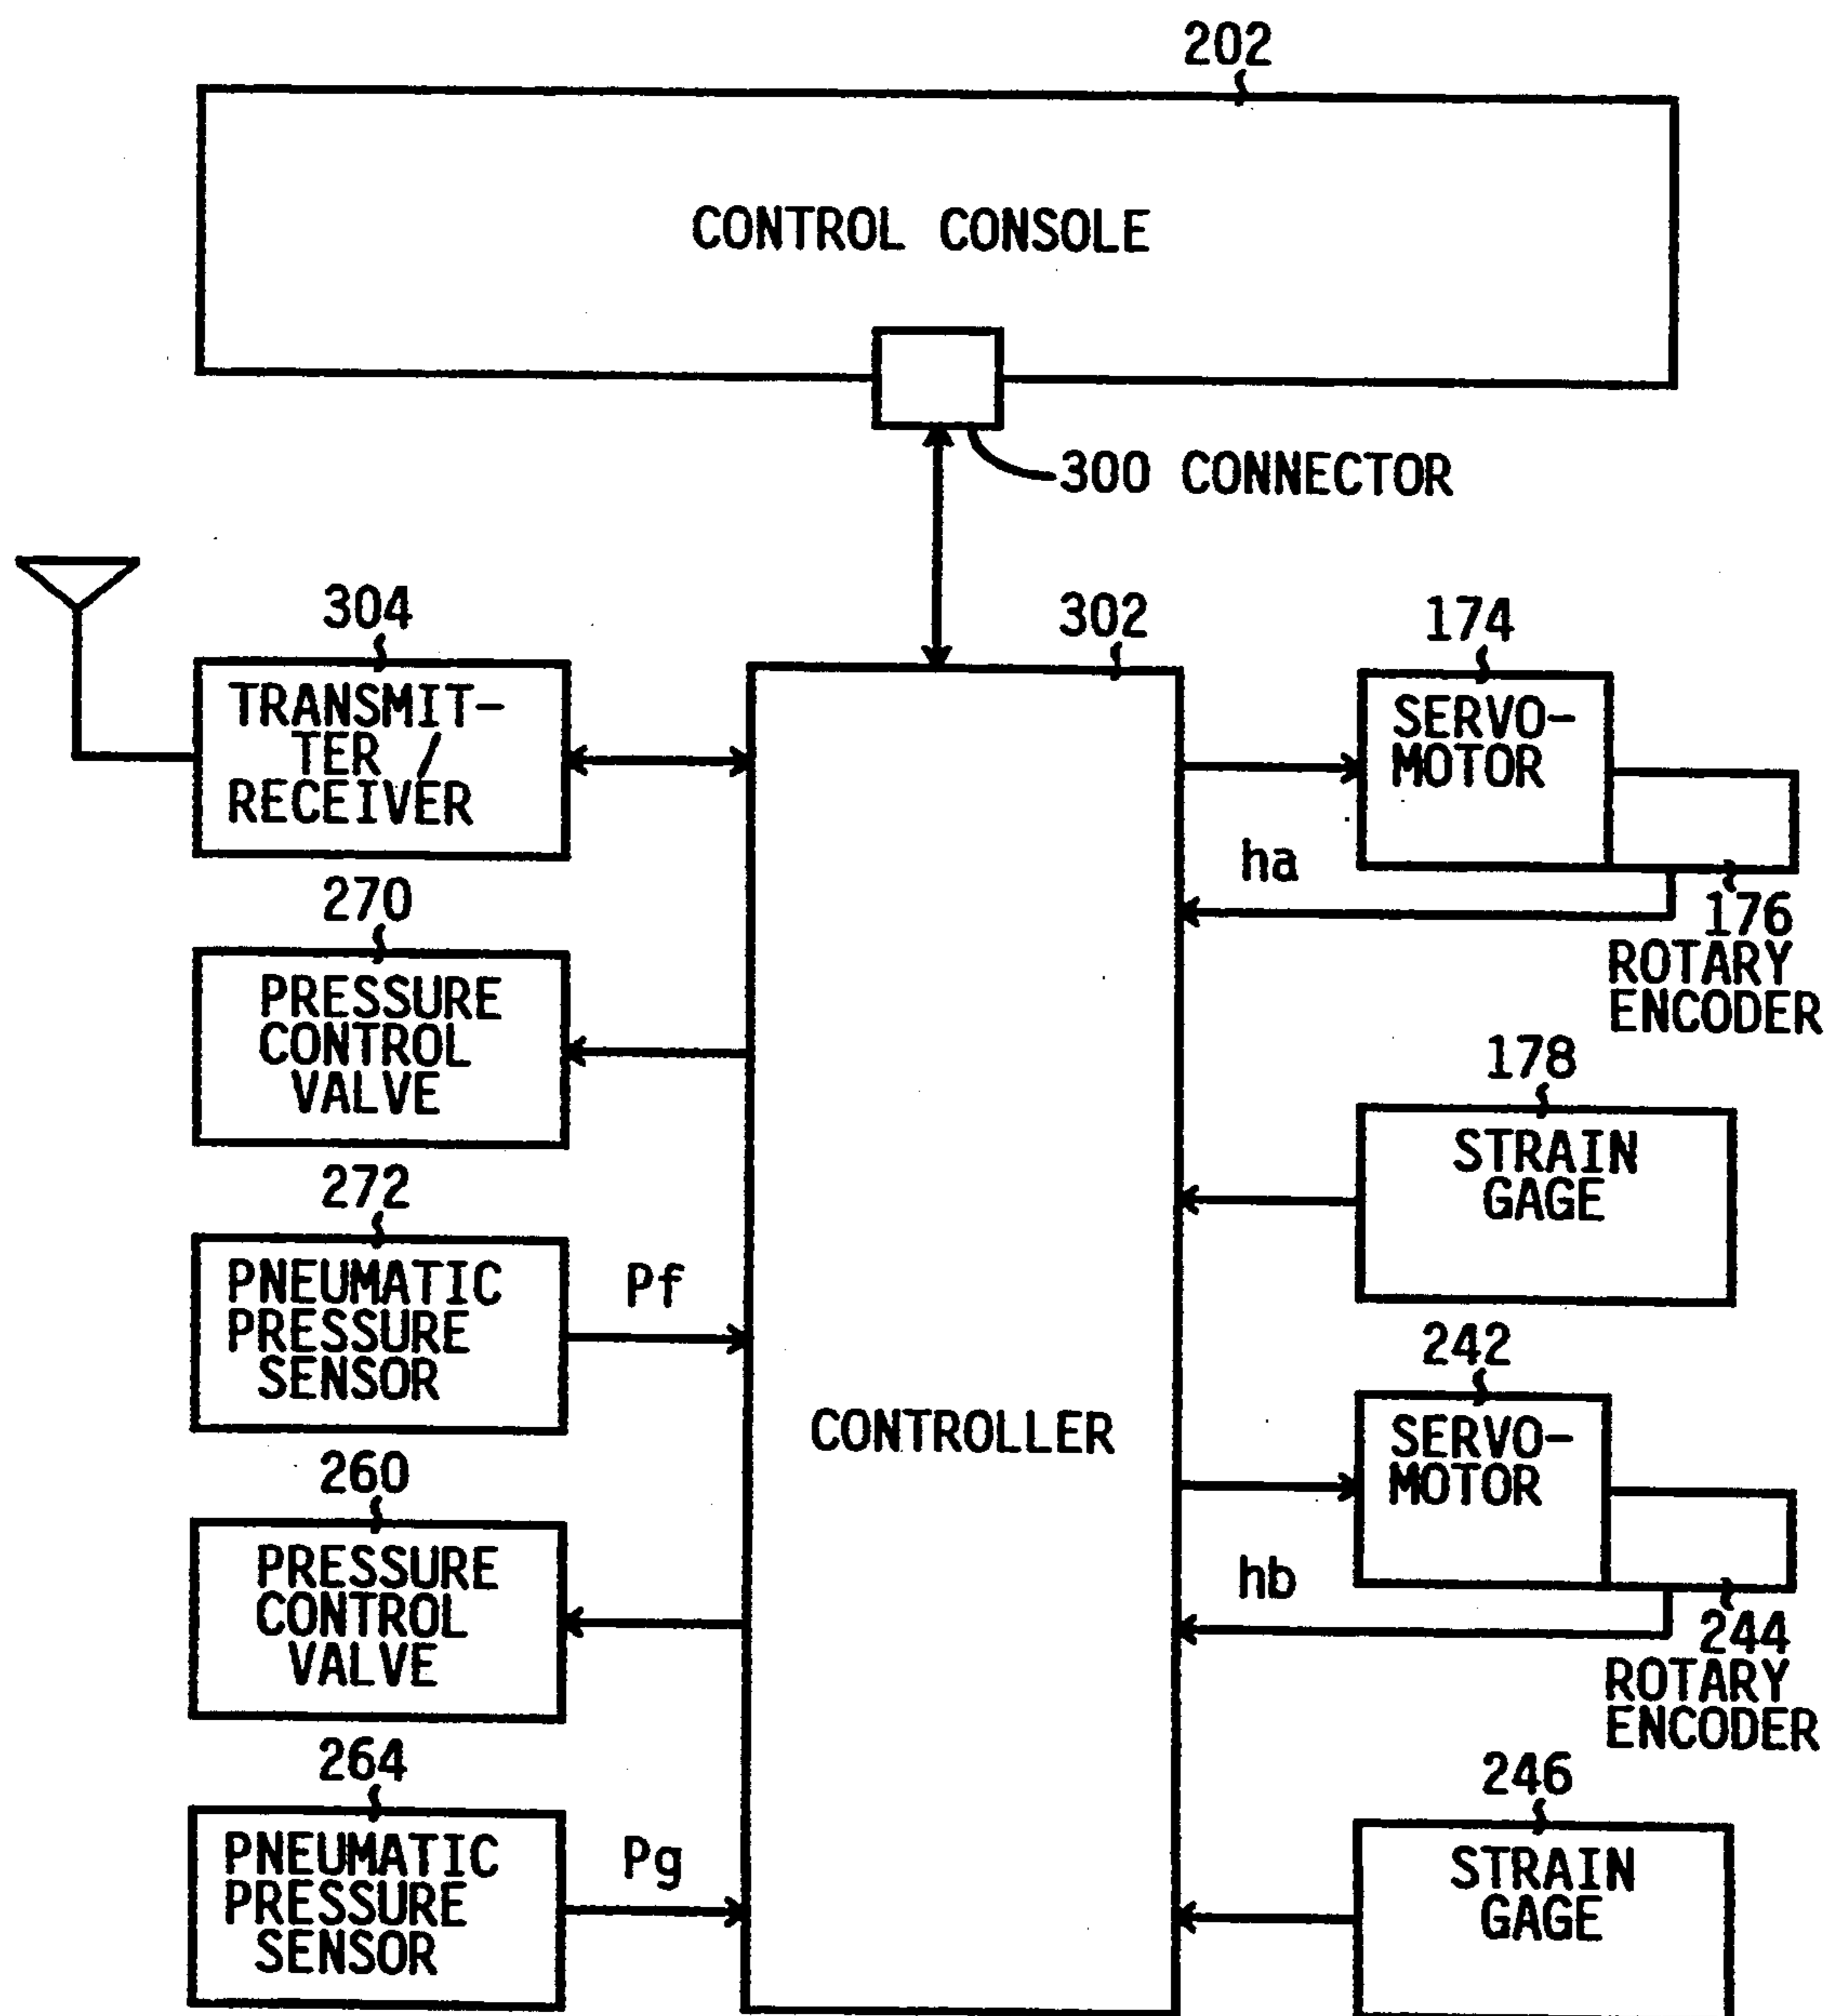 202
CONTROL CONSOLE
300 CONNECTOR
304
TRANSMIT-
TER /
RECEIVER
302
CONTROLLER
174
SERVO-
MOTOR
ha
176
ROTARY
ENCODER
270
PRESSURE
CONTROL
VALVE
178
STRAIN
GAGE
272
PNEUMATIC
PRESSURE
SENSOR
Pf
242
SERVO-
MOTOR
hb
244
ROTARY
ENCODER
260
PRESSURE
CONTROL
VALVE
264
PNEUMATIC
PRESSURE
SENSOR
Pg
246
STRAIN
GAGE